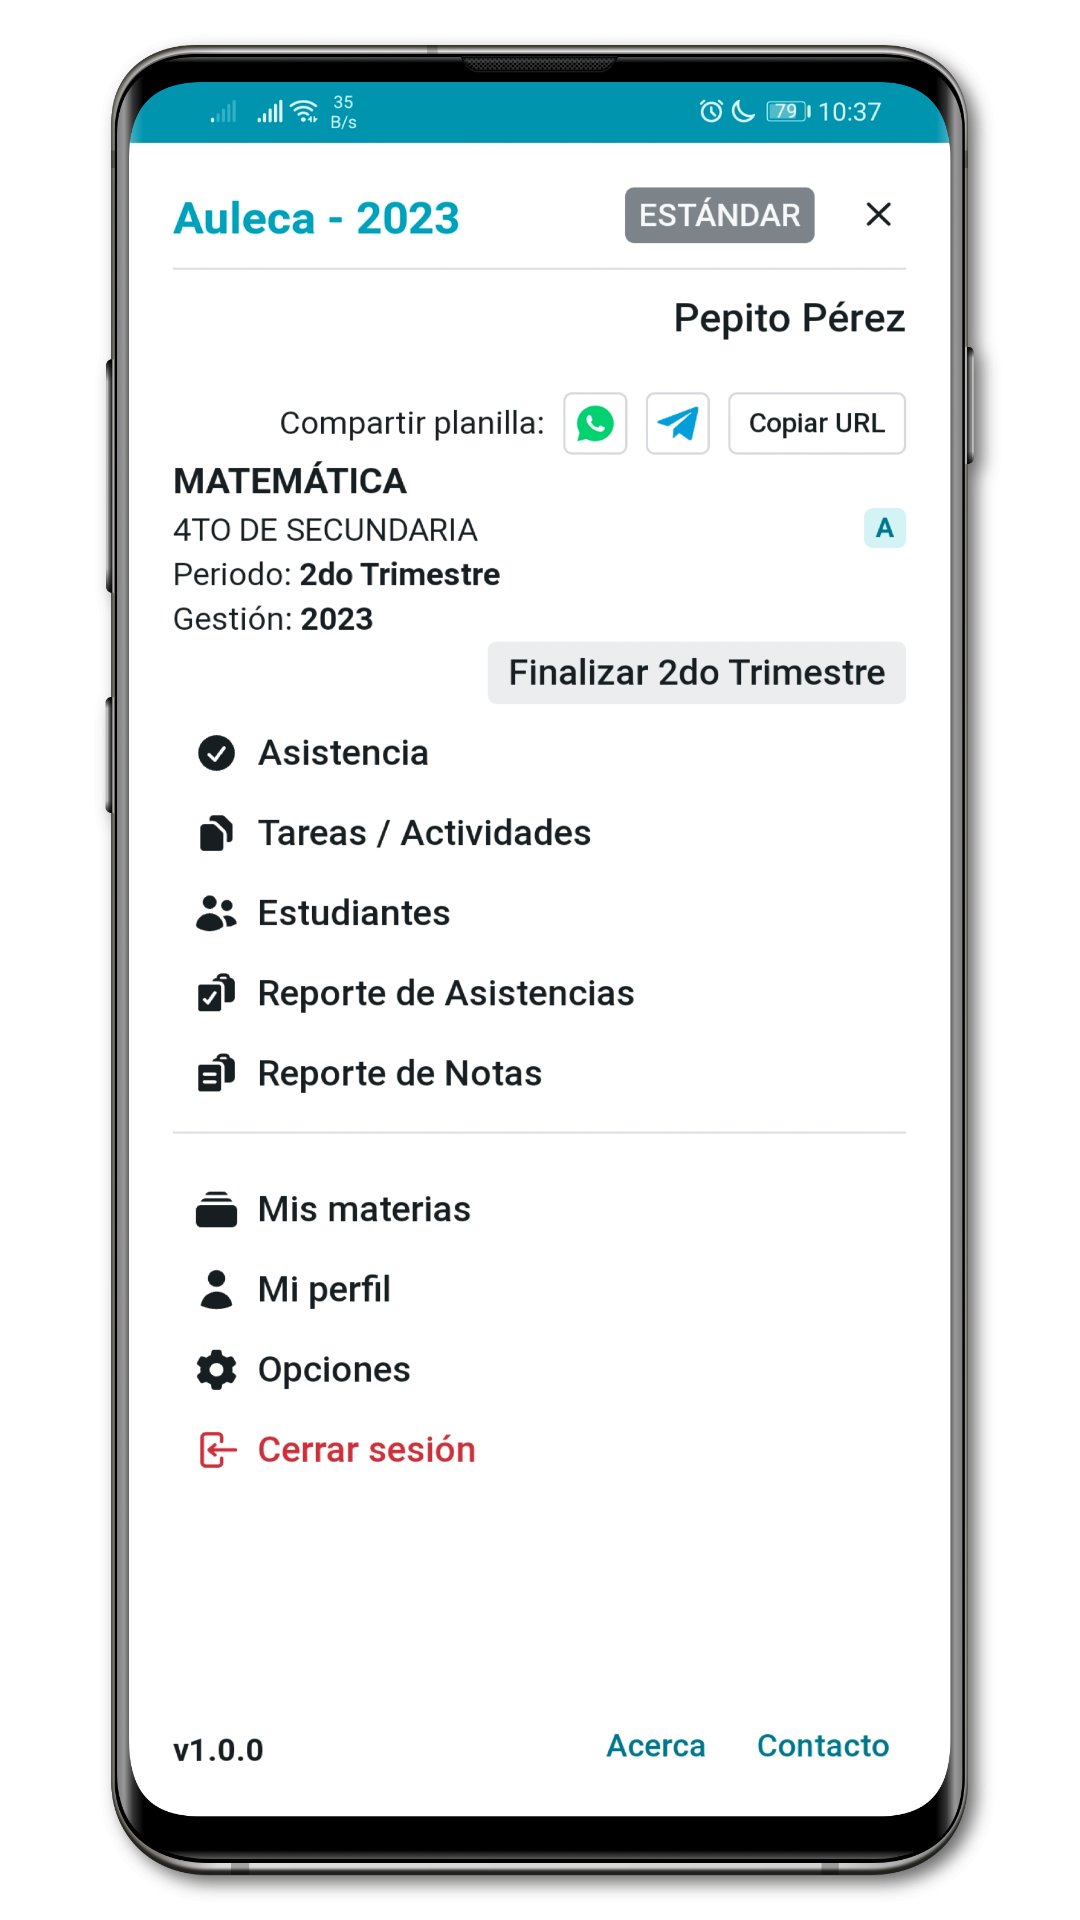 35
B/s
79
10:37
Auleca - 2023
ESTÁNDAR
Pepito Pérez
Compartir planilla:
Copiar URL
MATEMÁTICA
4TO DE SECUNDARIA
A
Periodo: 2do Trimestre
Gestión: 2023
Finalizar 2do Trimestre
Asistencia
Tareas / Actividades
Estudiantes
Reporte de Asistencias
Reporte de Notas
Mis materias
Mi perfil
Opciones
Cerrar sesión
v1.0.0
Acerca
Contacto